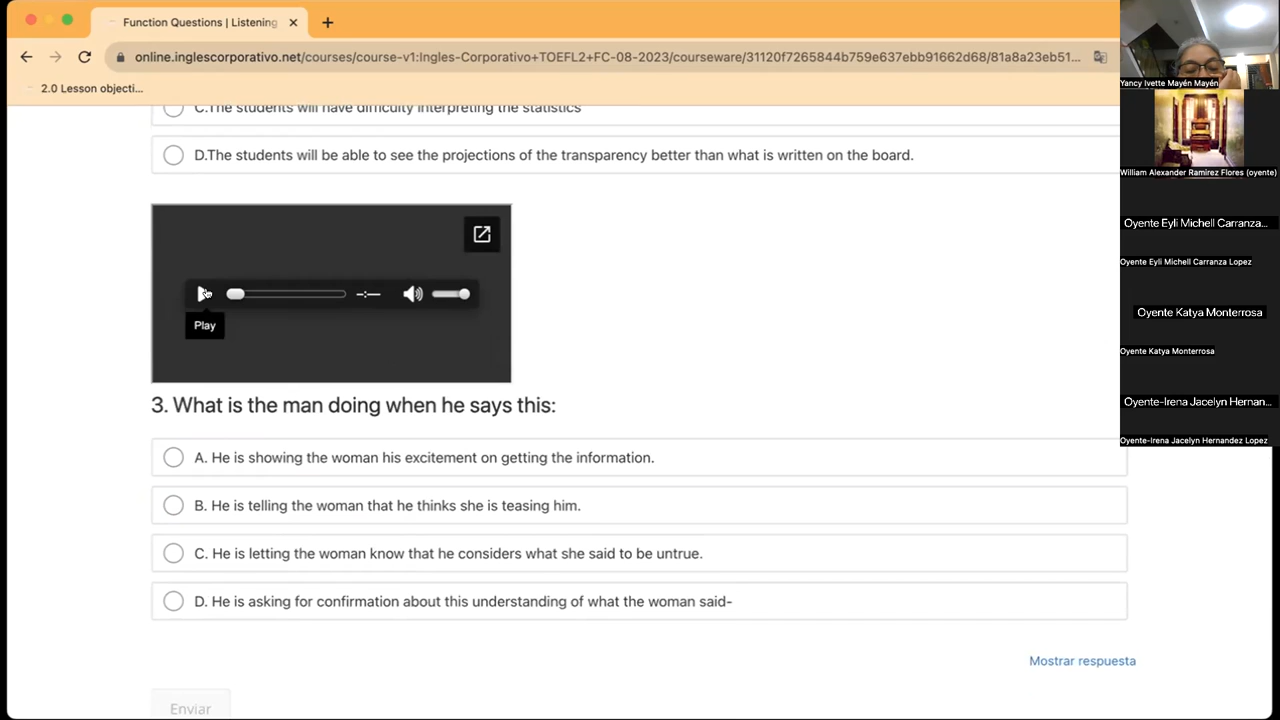 Function Questions | Listening
online.inglescorporativo.net/courses/course-v1:Ingles-Corporativo+TOEFL2+FC-08-2023/courseware/31120f7265844b759e637ebb91662d68/81a8a23eb51...
2.0 Lesson objecti...
C.The students will have difficulty interpreting the statistics
D.The students will be able to see the projections of the transparency better than what is written on the board.
Play
3. What is the man doing when he says this:
A. He is showing the woman his excitement on getting the information.
B. He is telling the woman that he thinks she is teasing him.
C. He is letting the woman know that he considers what she said to be untrue.
D. He is asking for confirmation about this understanding of what the woman said-
Mostrar respuesta
Enviar
Yancy Ivette Mayén Mayén
William Alexander Ramirez Flores (oyente)
Oyente Eyli Michell Carranza...
Oyente Eyli Michell Carranza Lopez
Oyente Katya Monterrosa
Oyente Katya Monterrosa
Oyente-Irena Jacelyn Hernan...
Oyente-Irena Jacelyn Hernandez Lopez